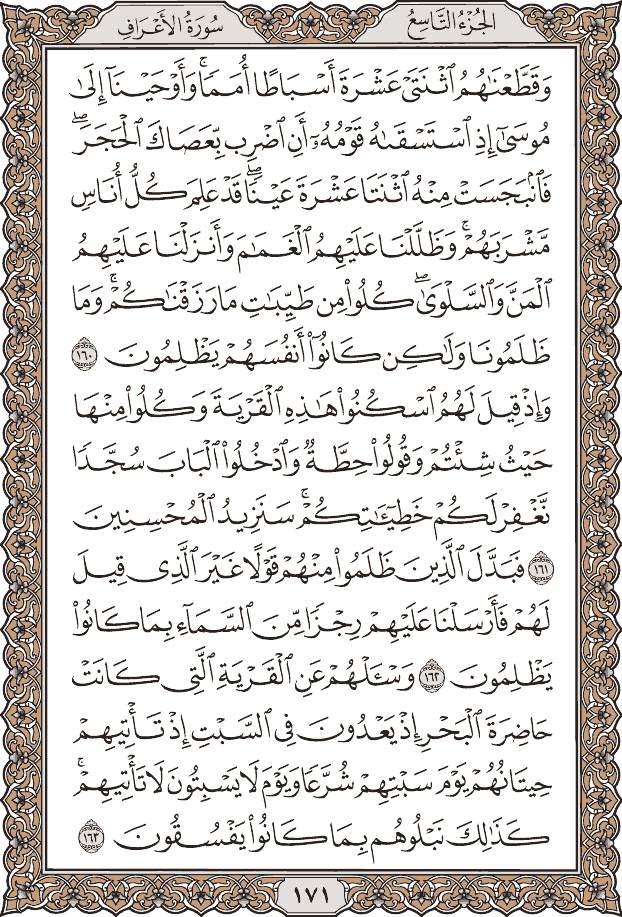 الجُزْءُ التَّاسِعُ
سُورَةُ الأَعْرَافِ
وَقَطَّعْنَٰهُمُ ٱثْنَتَىْ عَشْرَةَ أَسْبَاطًا أُمَمًا ۚ وَأَوْحَيْنَآ إِلَىٰ
مُوسَىٰٓ إِذِ ٱسْتَسْقَىٰهُ قَوْمُهُۥٓ أَنِ ٱضْرِب بِّعَصَاكَ ٱلْحَجَرَ ۖ
فَٱنۢبَجَسَتْ مِنْهُ ٱثْنَتَا عَشْرَةَ عَيْنًا ۖ قَدْ عَلِمَ كُلُّ أُنَاسٍ
مَّشْرَبَهُمْ ۚ وَظَلَّلْنَا عَلَيْهِمُ ٱلْغَمَٰمَ وَأَنزَلْنَا عَلَيْهِمُ
ٱلْمَنَّ وَٱلسَّلْوَىٰ ۖ كُلُوا۟ مِن طَيِّبَٰتِ مَا رَزَقْنَٰكُمْ ۚ وَمَا
ظَلَمُونَا وَلَٰكِن كَانُوٓا۟ أَنفُسَهُمْ يَظْلِمُونَ ١٦٠
وَإِذْ قِيلَ لَهُمُ ٱسْكُنُوا۟ هَٰذِهِ ٱلْقَرْيَةَ وَكُلُوا۟ مِنْهَا
حَيْثُ شِئْتُمْ وَقُولُوا۟ حِطَّةٌ وَٱدْخُلُوا۟ ٱلْبَابَ سُجَّدًا
نَّغْفِرْ لَكُمْ خَطِيٓـَٰٔتِكُمْ ۚ سَنَزِيدُ ٱلْمُحْسِنِينَ
١٦١ فَبَدَّلَ ٱلَّذِينَ ظَلَمُوا۟ مِنْهُمْ قَوْلًا غَيْرَ ٱلَّذِى قِيلَ
لَهُمْ فَأَرْسَلْنَا عَلَيْهِمْ رِجْزًا مِّنَ ٱلسَّمَآءِ بِمَا كَانُوا۟
يَظْلِمُونَ ١٦٢ وَسْـَٔلْهُمْ عَنِ ٱلْقَرْيَةِ ٱلَّتِى كَانَتْ
حَاضِرَةَ ٱلْبَحْرِ إِذْ يَعْدُونَ فِى ٱلسَّبْتِ إِذْ تَأْتِيهِمْ
حِيتَانُهُمْ يَوْمَ سَبْتِهِمْ شُرَّعًا وَيَوْمَ لَا يَسْبِتُونَ ۙ لَا تَأْتِيهِمْ ۚ
كَذَٰلِكَ نَبْلُوهُم بِمَا كَانُوا۟ يَفْسُقُونَ ١٦٣
١٧١